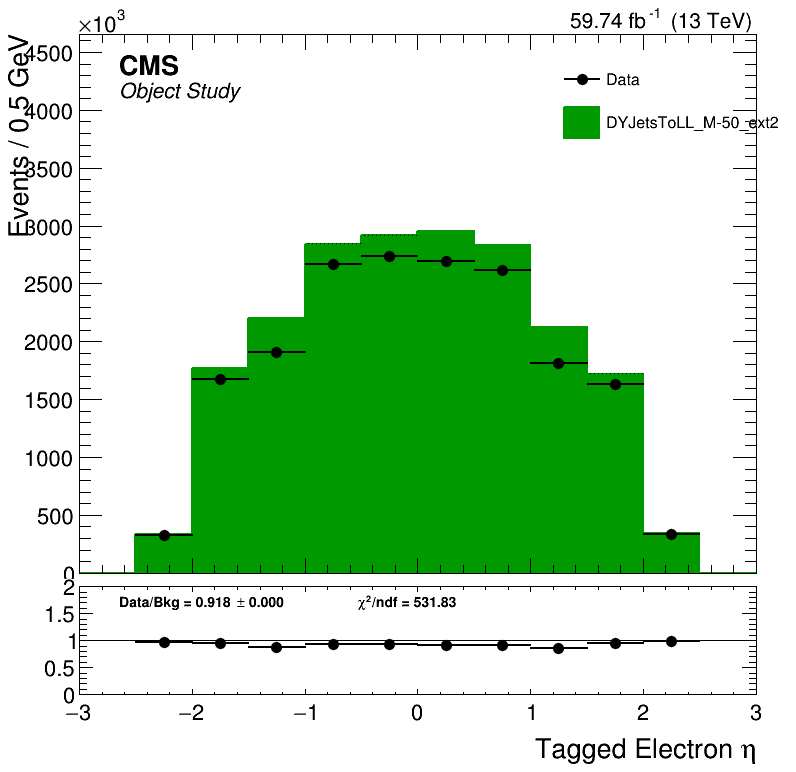 ×10³
59.74 fb⁻¹ (13 TeV)
Events / 0.5 GeV
CMS
Object Study
Data
DYJetsToLL_M-50_ext2
4500
4000
3500
3000
2500
2000
1500
1000
500
0
Data/Bkg = 0.918 ± 0.000
χ²/ndf = 531.83
2
1.5
1
0.5
0
−3 −2 −1 0 1 2 3
Tagged Electron η